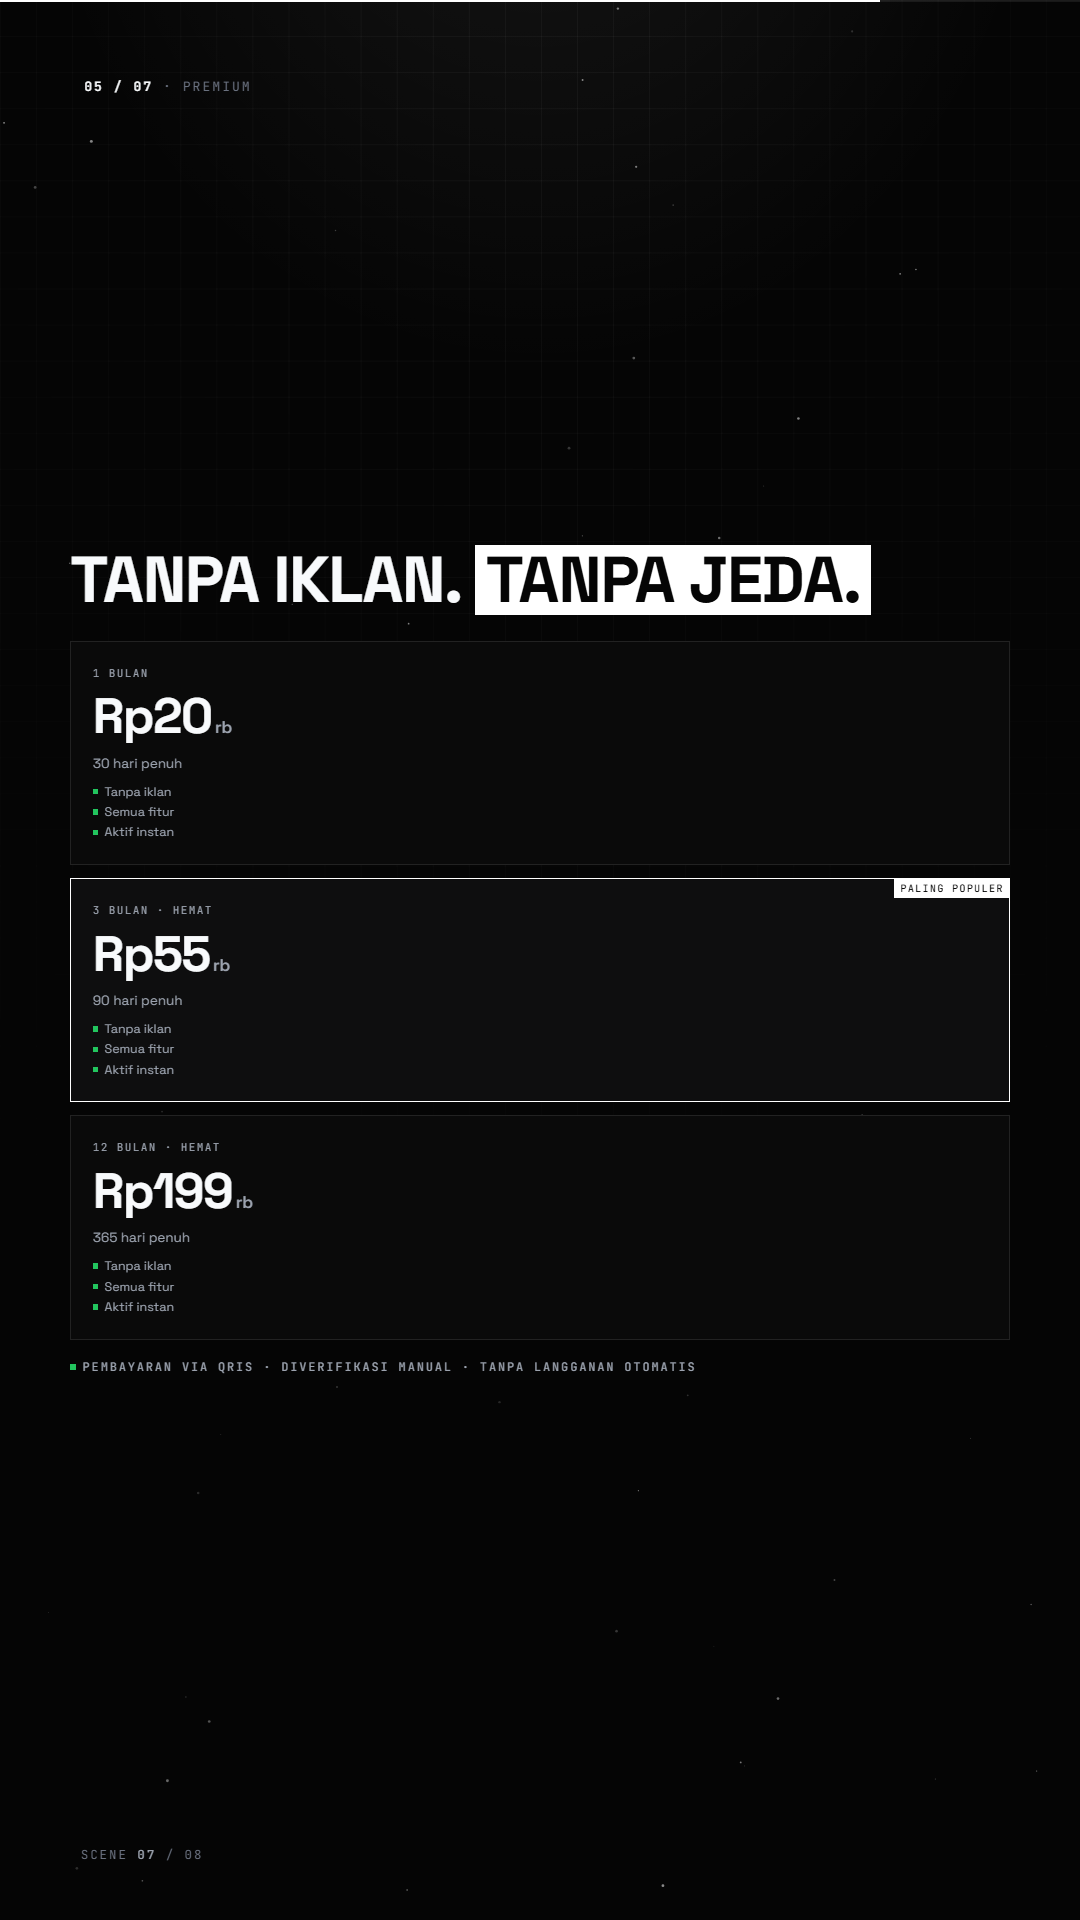 05 / 07 · PREMIUM
TANPA IKLAN. TANPA JEDA.
1 BULAN
Rp20rb
30 hari penuh
Tanpa iklan
Semua fitur
Aktif instan
PALING POPULER
3 BULAN · HEMAT
Rp55rb
90 hari penuh
Tanpa iklan
Semua fitur
Aktif instan
12 BULAN · HEMAT
Rp199rb
365 hari penuh
Tanpa iklan
Semua fitur
Aktif instan
PEMBAYARAN VIA QRIS · DIVERIFIKASI MANUAL · TANPA LANGGANAN OTOMATIS
SCENE 07 / 08